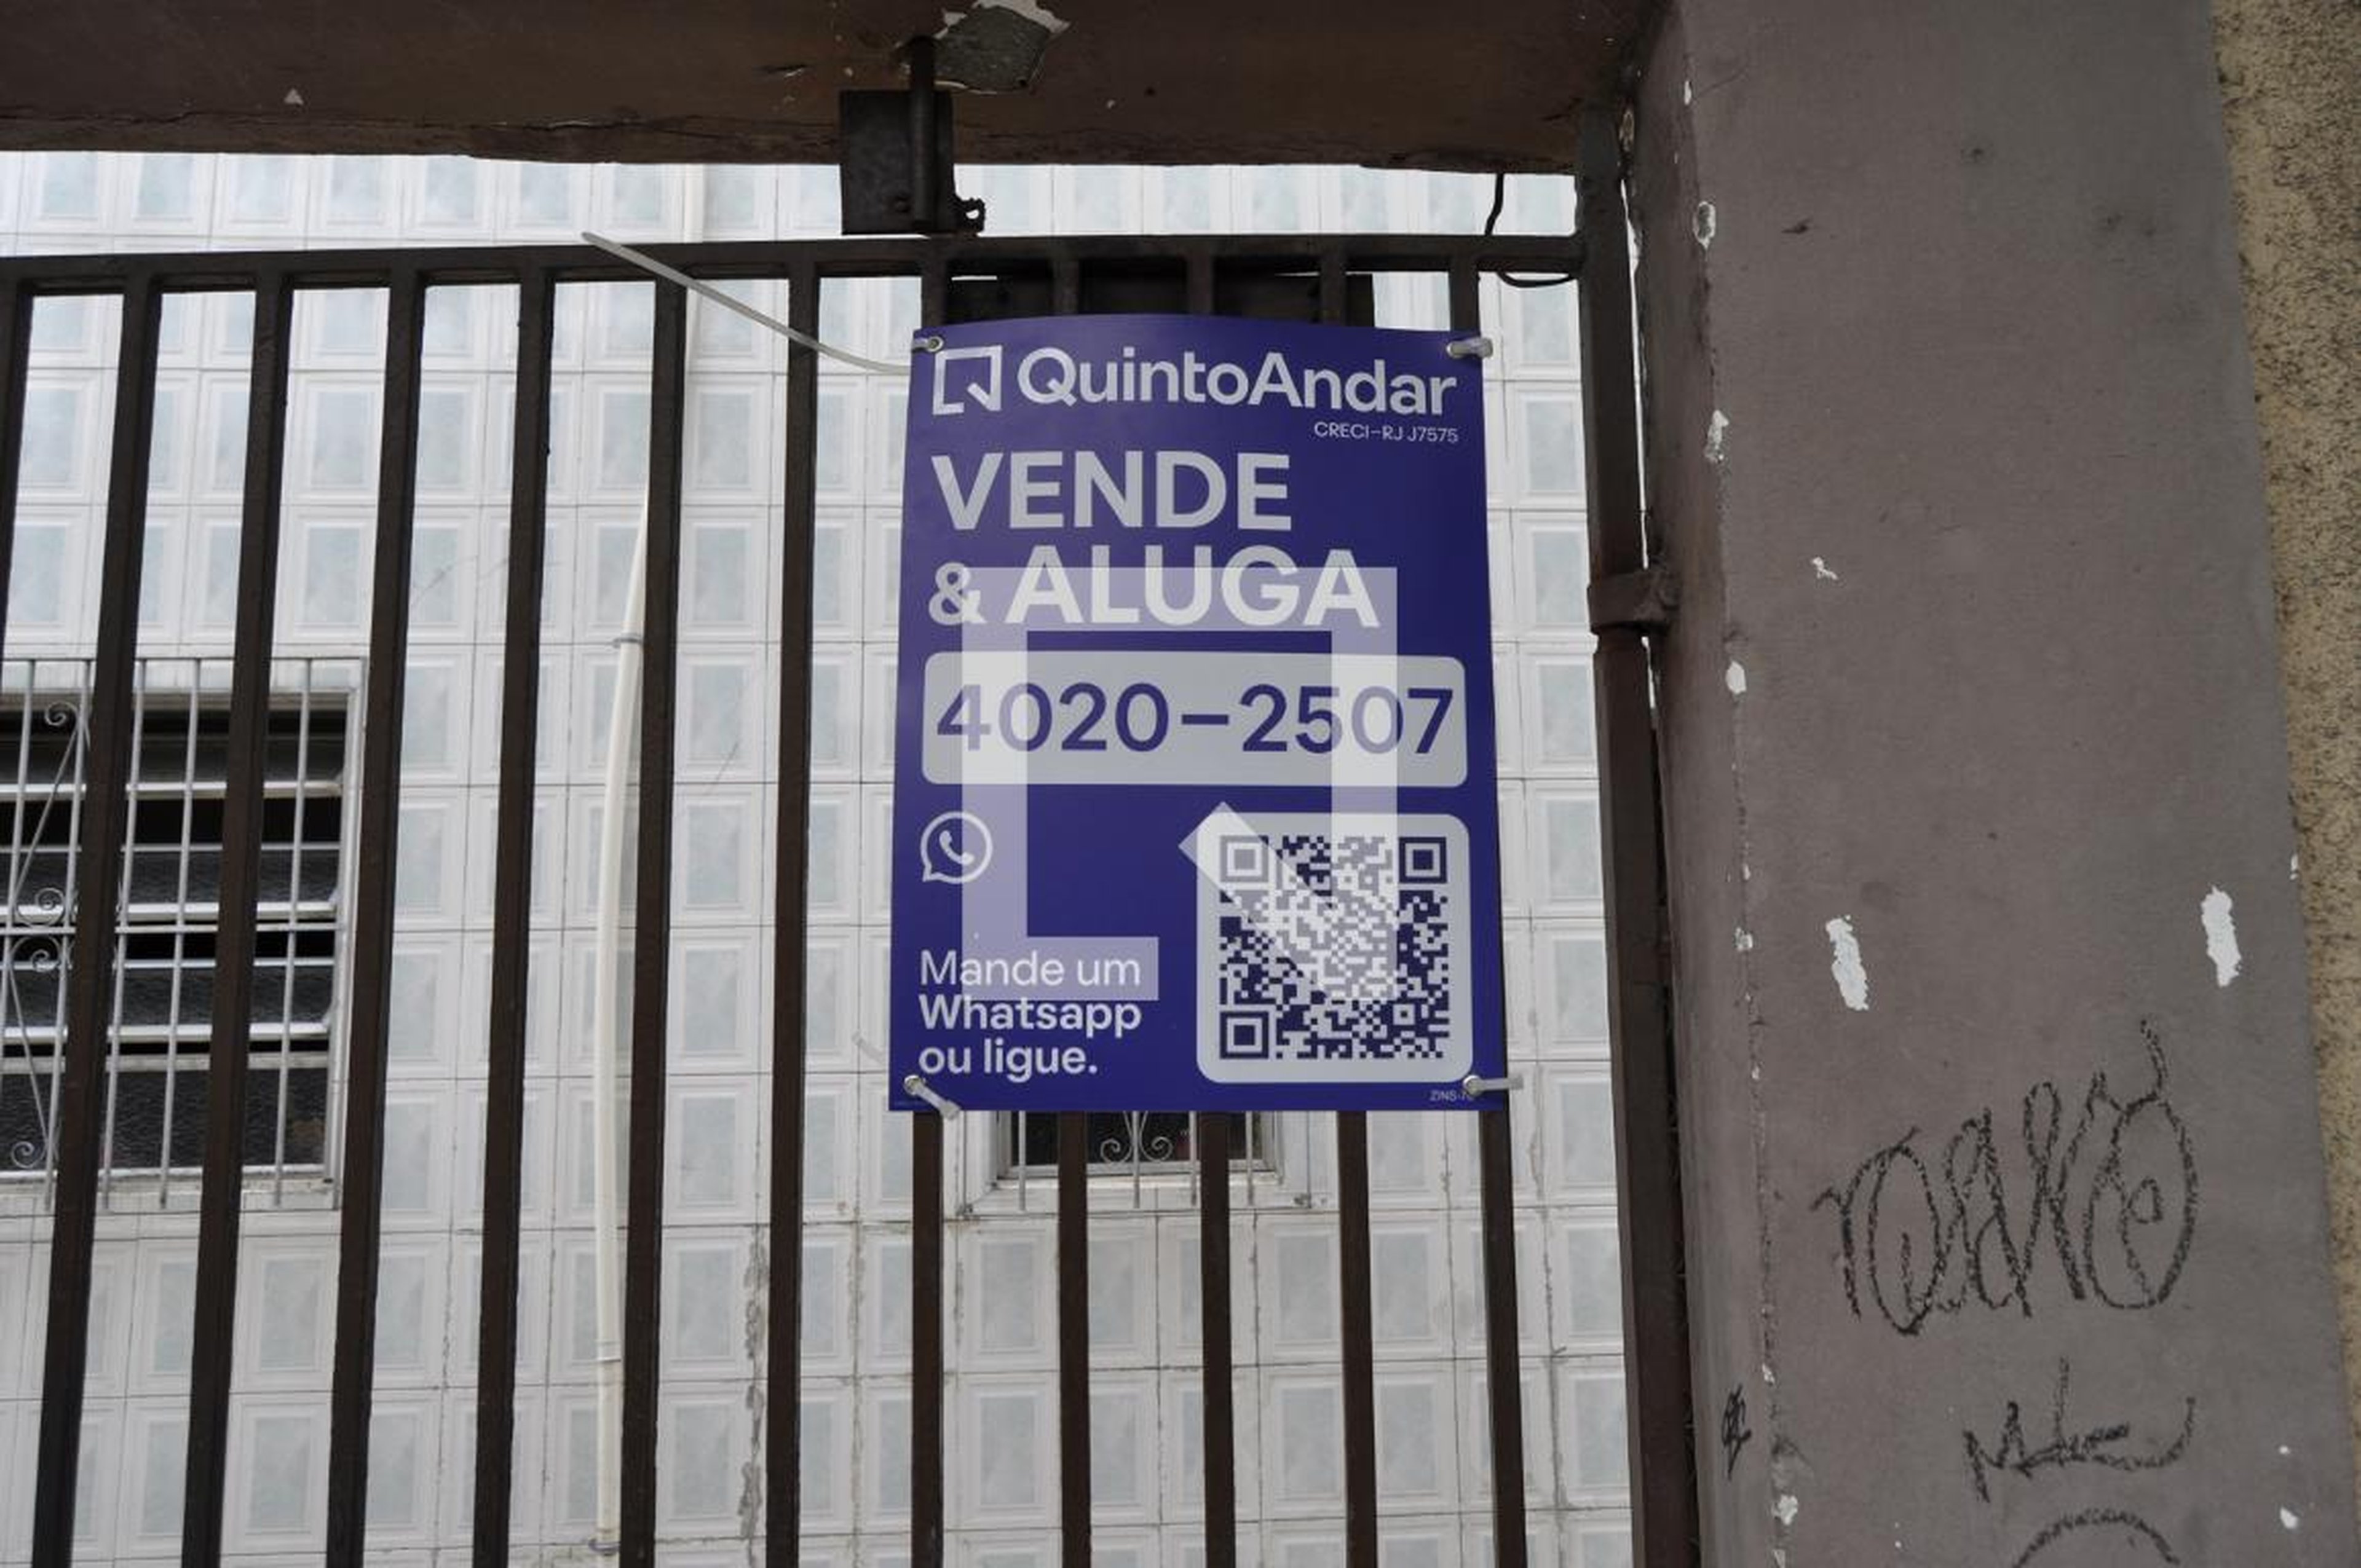 QuintoAndar
CRECI-RJ J7575
VENDE
& ALUGA
4020-2507
Mande um
Whatsapp
ou ligue.